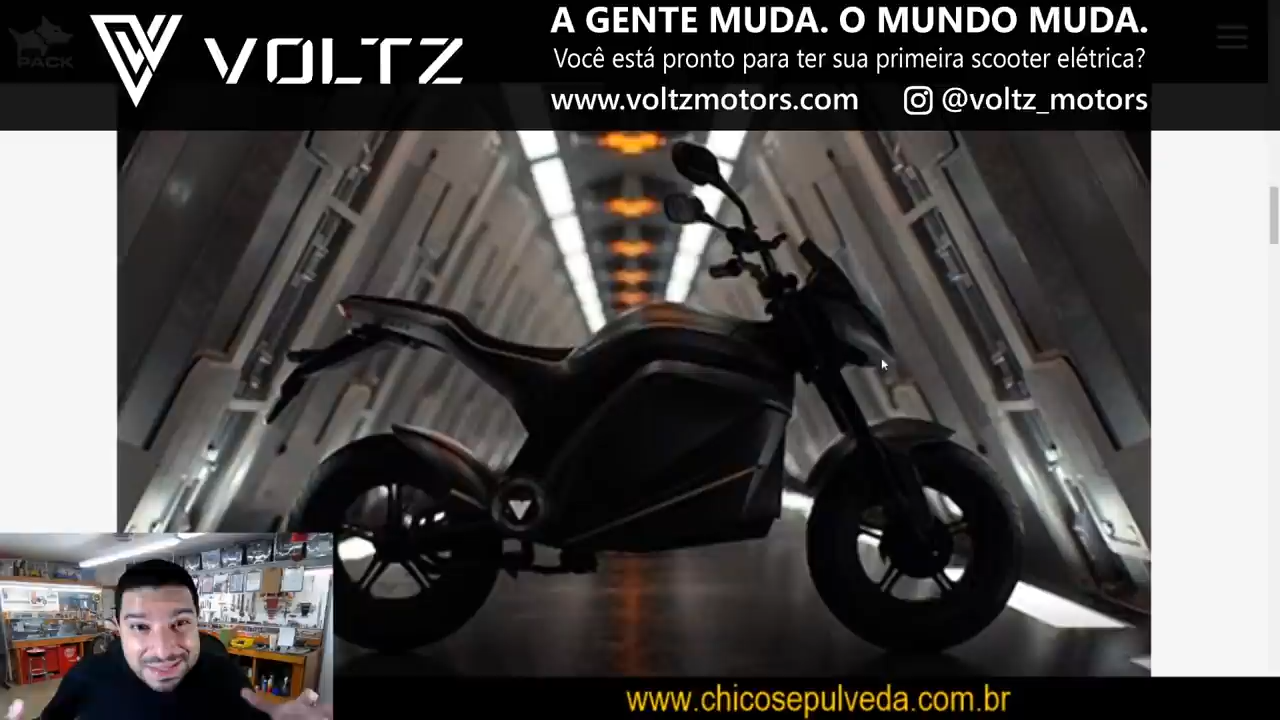 PACK
VOLTZ
A GENTE MUDA. O MUNDO MUDA.
Você está pronto para ter sua primeira scooter elétrica?
www.voltzmotors.com @voltz_motors
www.chicosepulveda.com.br